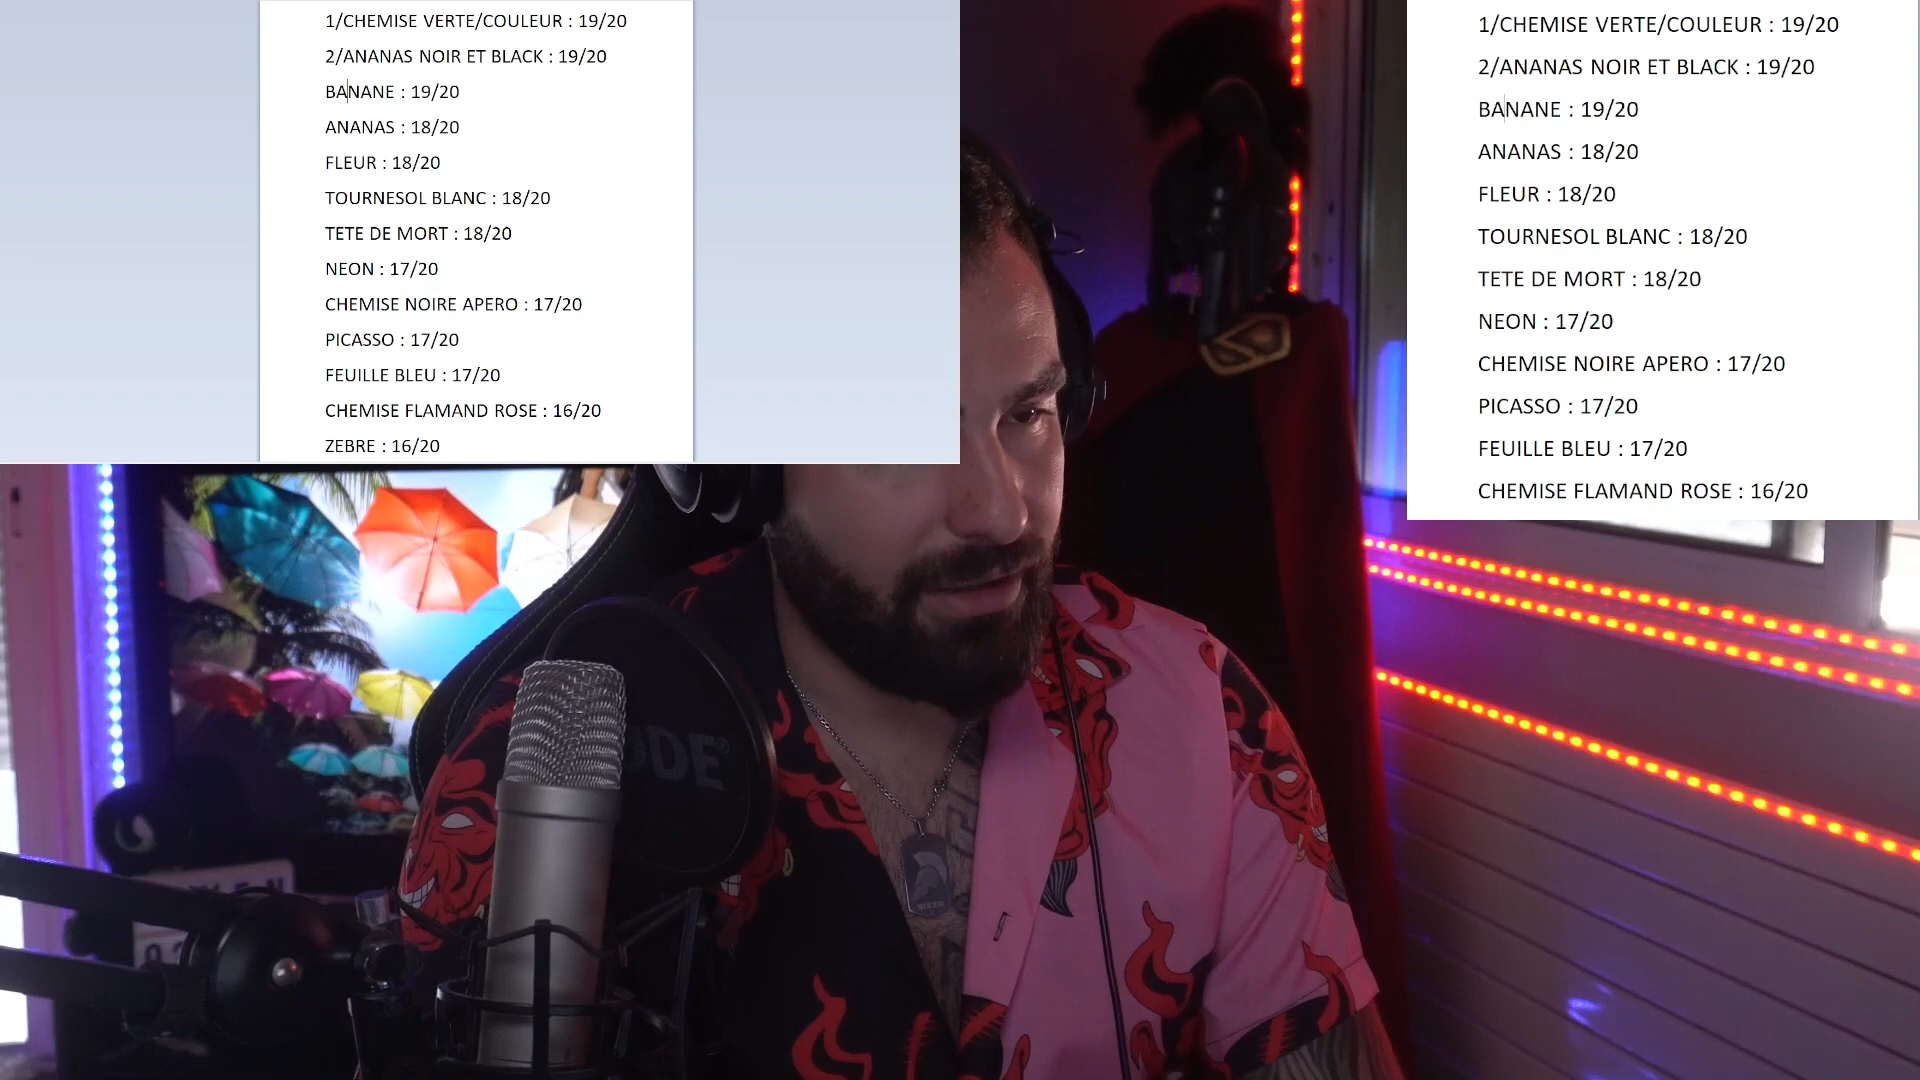 1/CHEMISE VERTE/COULEUR : 19/20
2/ANANAS NOIR ET BLACK : 19/20
BANANE : 19/20
ANANAS : 18/20
FLEUR : 18/20
TOURNESOL BLANC : 18/20
TETE DE MORT : 18/20
NEON : 17/20
CHEMISE NOIRE APERO : 17/20
PICASSO : 17/20
FEUILLE BLEU : 17/20
CHEMISE FLAMAND ROSE : 16/20
ZEBRE : 16/20
1/CHEMISE VERTE/COULEUR : 19/20
2/ANANAS NOIR ET BLACK : 19/20
BANANE : 19/20
ANANAS : 18/20
FLEUR : 18/20
TOURNESOL BLANC : 18/20
TETE DE MORT : 18/20
NEON : 17/20
CHEMISE NOIRE APERO : 17/20
PICASSO : 17/20
FEUILLE BLEU : 17/20
CHEMISE FLAMAND ROSE : 16/20